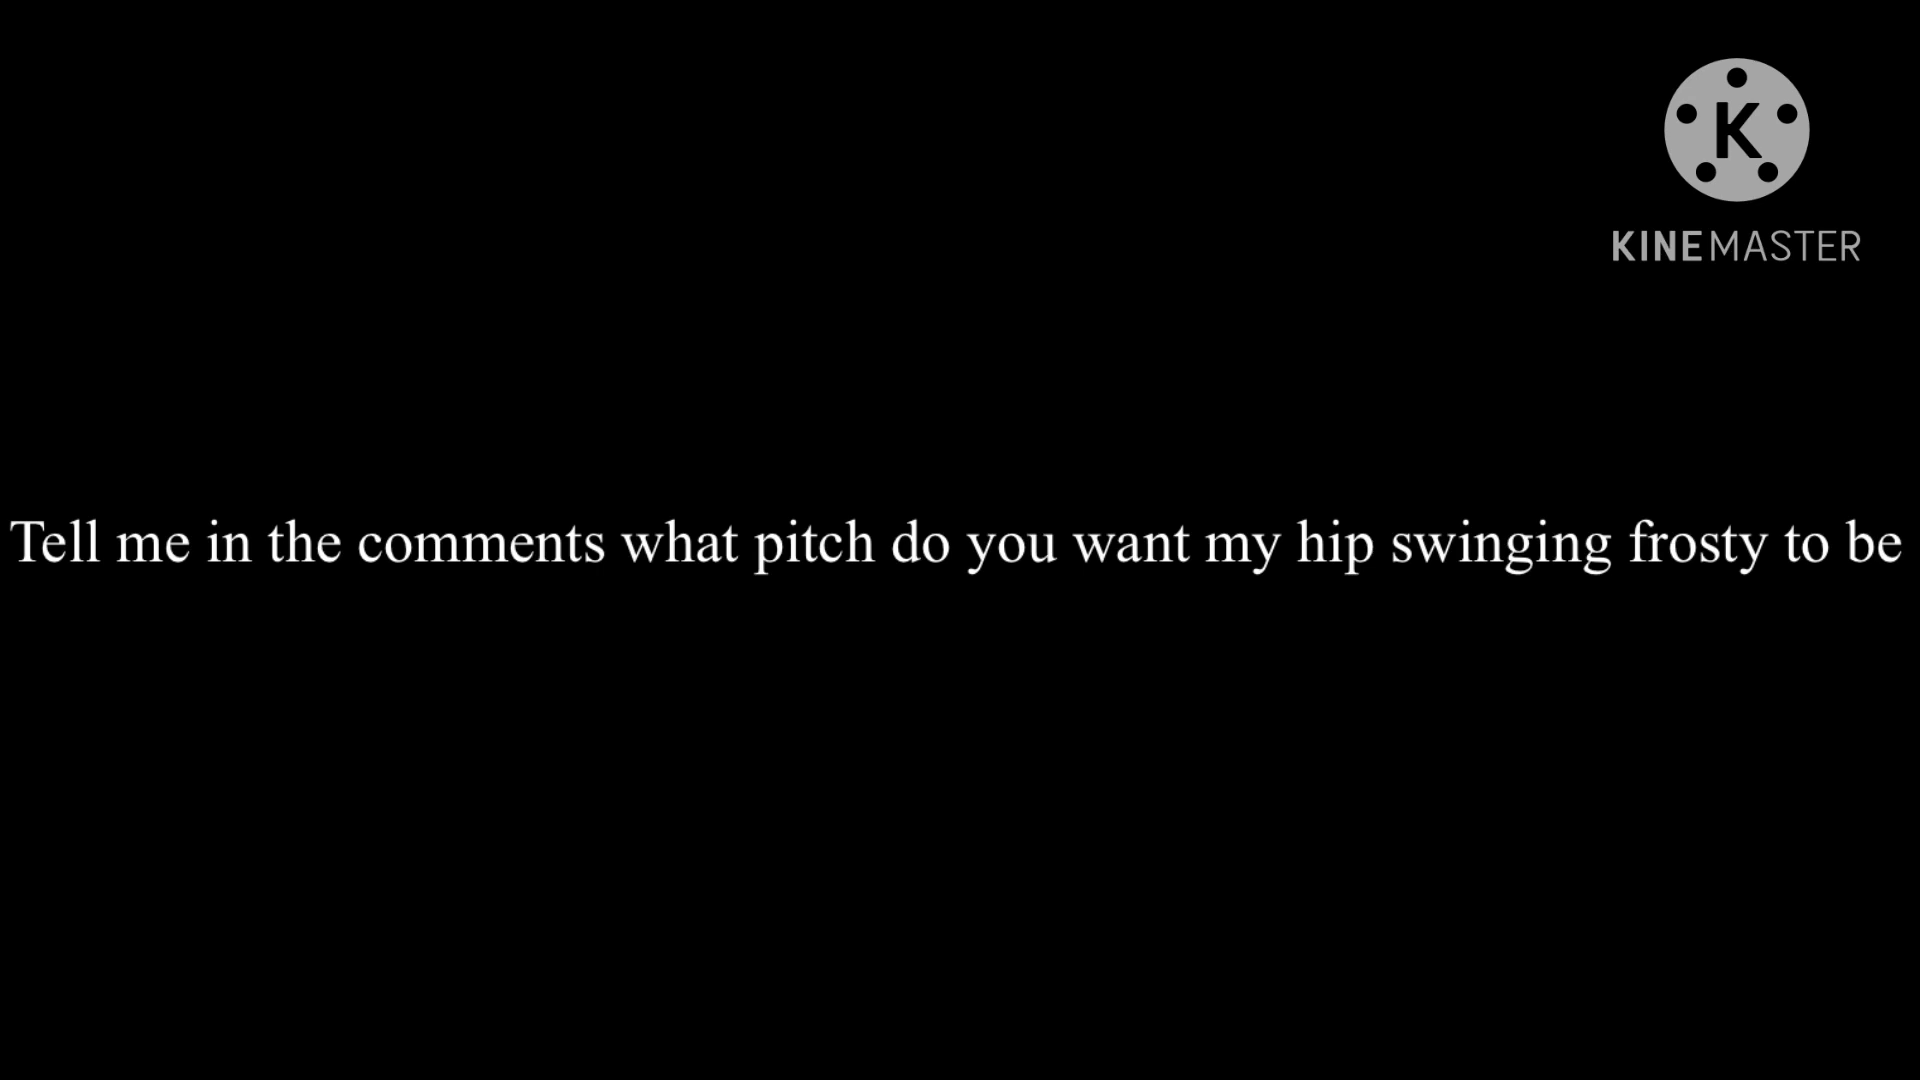 K
KINEMASTER
Tell me in the comments what pitch do you want my hip swinging frosty to be